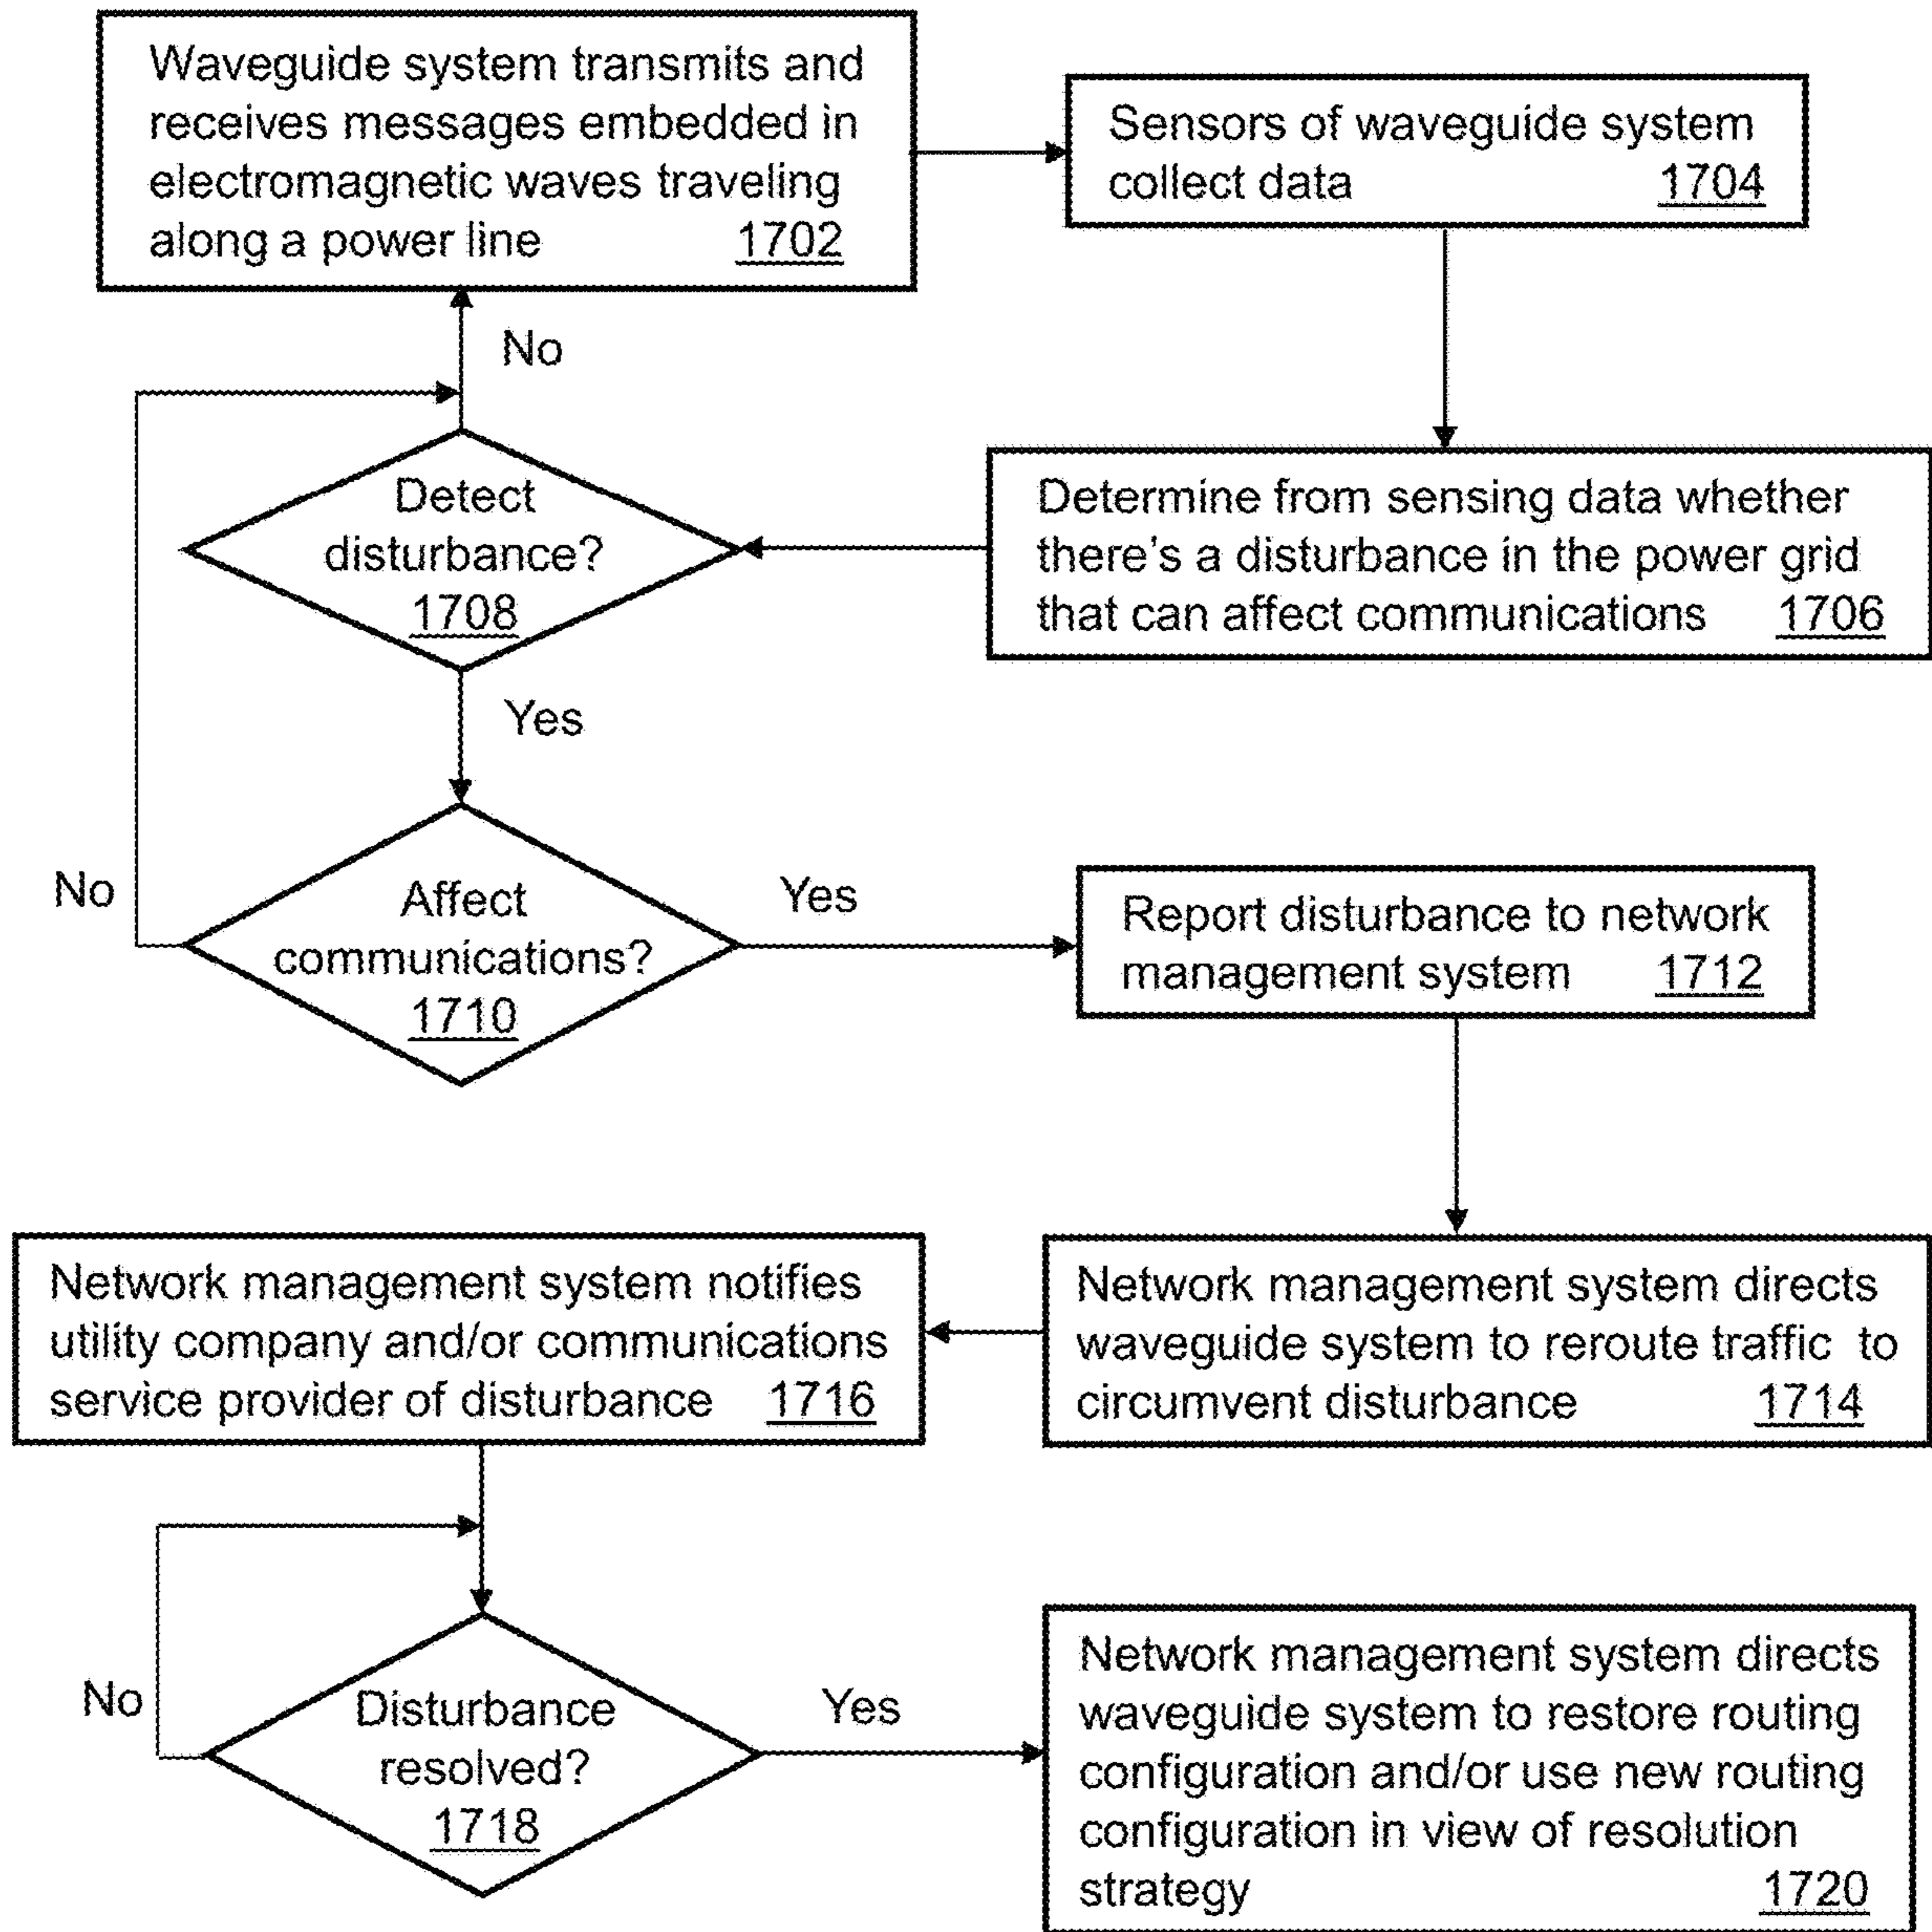 Waveguide system transmits and
receives messages embedded in
electromagnetic waves traveling
along a power line 1702
Sensors of waveguide system
collect data 1704
No
Detect
disturbance?
1708
Determine from sensing data whether
there's a disturbance in the power grid
that can affect communications 1706
Yes
No
Affect
communications?
1710
Yes
Report disturbance to network
management system 1712
Network management system notifies
utility company and/or communications
service provider of disturbance 1716
Network management system directs
waveguide system to reroute traffic to
circumvent disturbance 1714
No
Disturbance
resolved?
1718
Yes
Network management system directs
waveguide system to restore routing
configuration and/or use new routing
configuration in view of resolution
strategy 1720